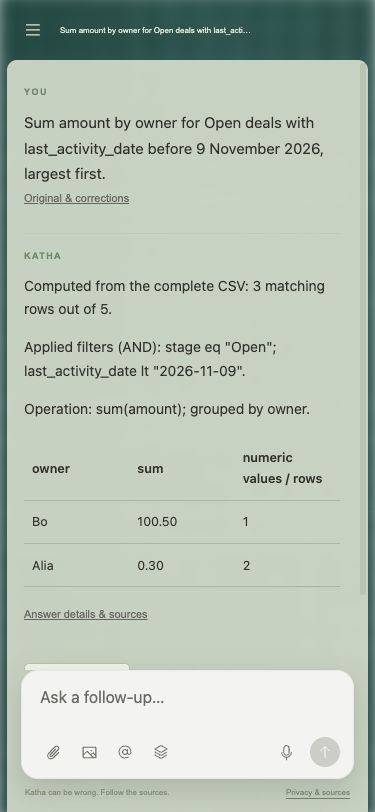 Sum amount by owner for Open deals with last_acti...
YOU
Sum amount by owner for Open deals with
last_activity_date before 9 November 2026,
largest first.
Original & corrections
KATHA
Computed from the complete CSV: 3 matching
rows out of 5.
Applied filters (AND): stage eq "Open";
last_activity_date lt "2026-11-09".
Operation: sum(amount); grouped by owner.
owner sum numeric values / rows
Bo 100.50 1
Alia 0.30 2
Answer details & sources
Ask a follow-up...
Katha can be wrong. Follow the sources. Privacy & sources